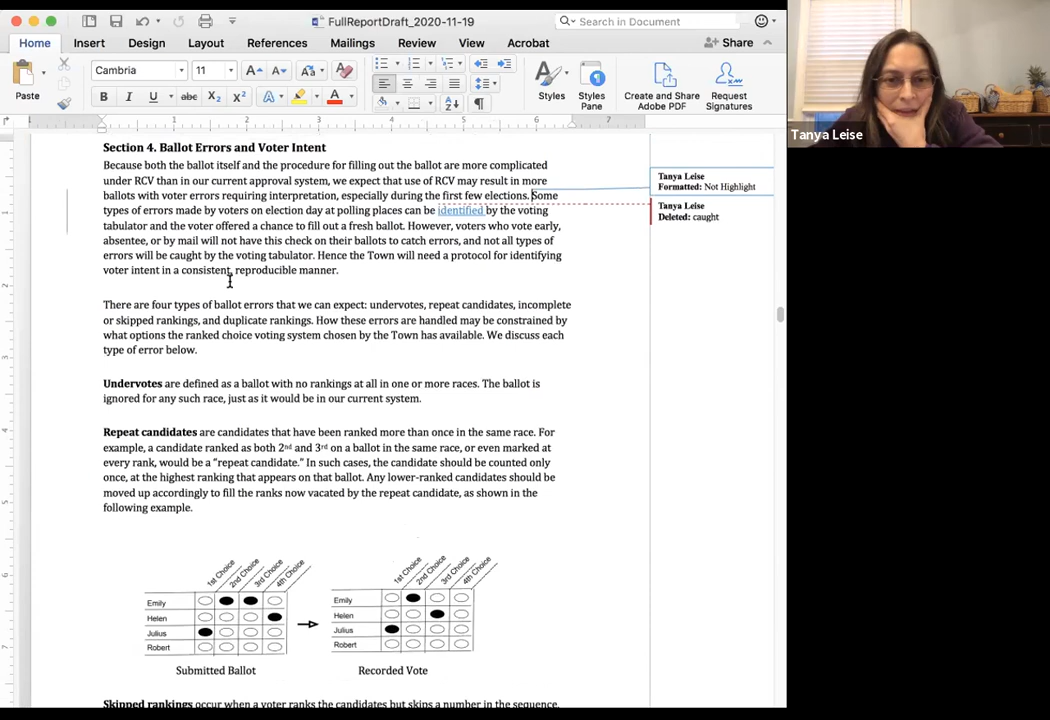 FullReportDraft_2020-11-19
Search in Document
Home Insert Design Layout References Mailings Review View Acrobat Share
Cambria 11
Paste
B I U abc X2 X2 A A
Styles Styles Pane Create and Share Adobe PDF Request Signatures
1 2 3 4 5 6 7
Tanya Leise
Section 4. Ballot Errors and Voter Intent
Because both the ballot itself and the procedure for filling out the ballot are more complicated
under RCV than in our current approval system, we expect that use of RCV may result in more
ballots with voter errors requiring interpretation, especially during the first few elections. Some
types of errors made by voters on election day at polling places can be identified by the voting
tabulator and the voter offered a chance to fill out a fresh ballot. However, voters who vote early,
absentee, or by mail will not have this check on their ballots to catch errors, and not all types of
errors will be caught by the voting tabulator. Hence the Town will need a protocol for identifying
voter intent in a consistent, reproducible manner.
Tanya Leise
Formatted: Not Highlight
Tanya Leise
Deleted: caught
There are four types of ballot errors that we can expect: undervotes, repeat candidates, incomplete
or skipped rankings, and duplicate rankings. How these errors are handled may be constrained by
what options the ranked choice voting system chosen by the Town has available. We discuss each
type of error below.
Undervotes are defined as a ballot with no rankings at all in one or more races. The ballot is
ignored for any such race, just as it would be in our current system.
Repeat candidates are candidates that have been ranked more than once in the same race. For
example, a candidate ranked as both 2nd and 3rd on a ballot in the same race, or even marked at
every rank, would be a “repeat candidate.” In such cases, the candidate should be counted only
once, at the highest ranking that appears on that ballot. Any lower-ranked candidates should be
moved up accordingly to fill the ranks now vacated by the repeat candidate, as shown in the
following example.
1st Choice 2nd Choice 3rd Choice 4th Choice
Emily
Helen
Julius
Robert
Submitted Ballot
1st Choice 2nd Choice 3rd Choice 4th Choice
Emily
Helen
Julius
Robert
Recorded Vote
Skipped rankings occur when a voter ranks the candidates but skips a number in the sequence.